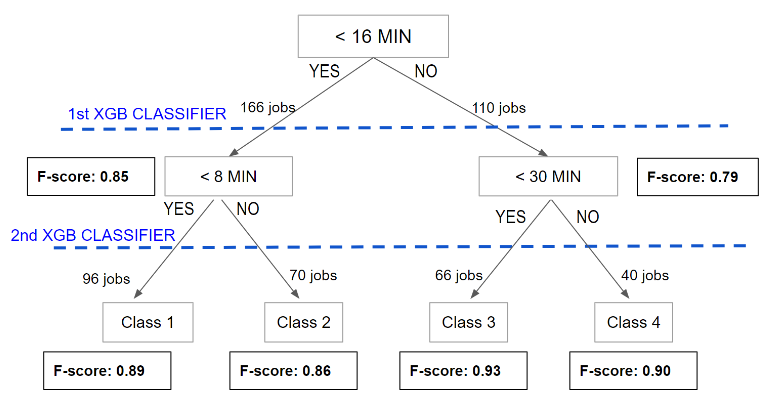 < 16 MIN
YES
NO
166 jobs
110 jobs
1st XGB CLASSIFIER
F-score: 0.85
< 8 MIN
< 30 MIN
F-score: 0.79
YES
NO
YES
NO
2nd XGB CLASSIFIER
96 jobs
70 jobs
66 jobs
40 jobs
Class 1
Class 2
Class 3
Class 4
F-score: 0.89
F-score: 0.86
F-score: 0.93
F-score: 0.90